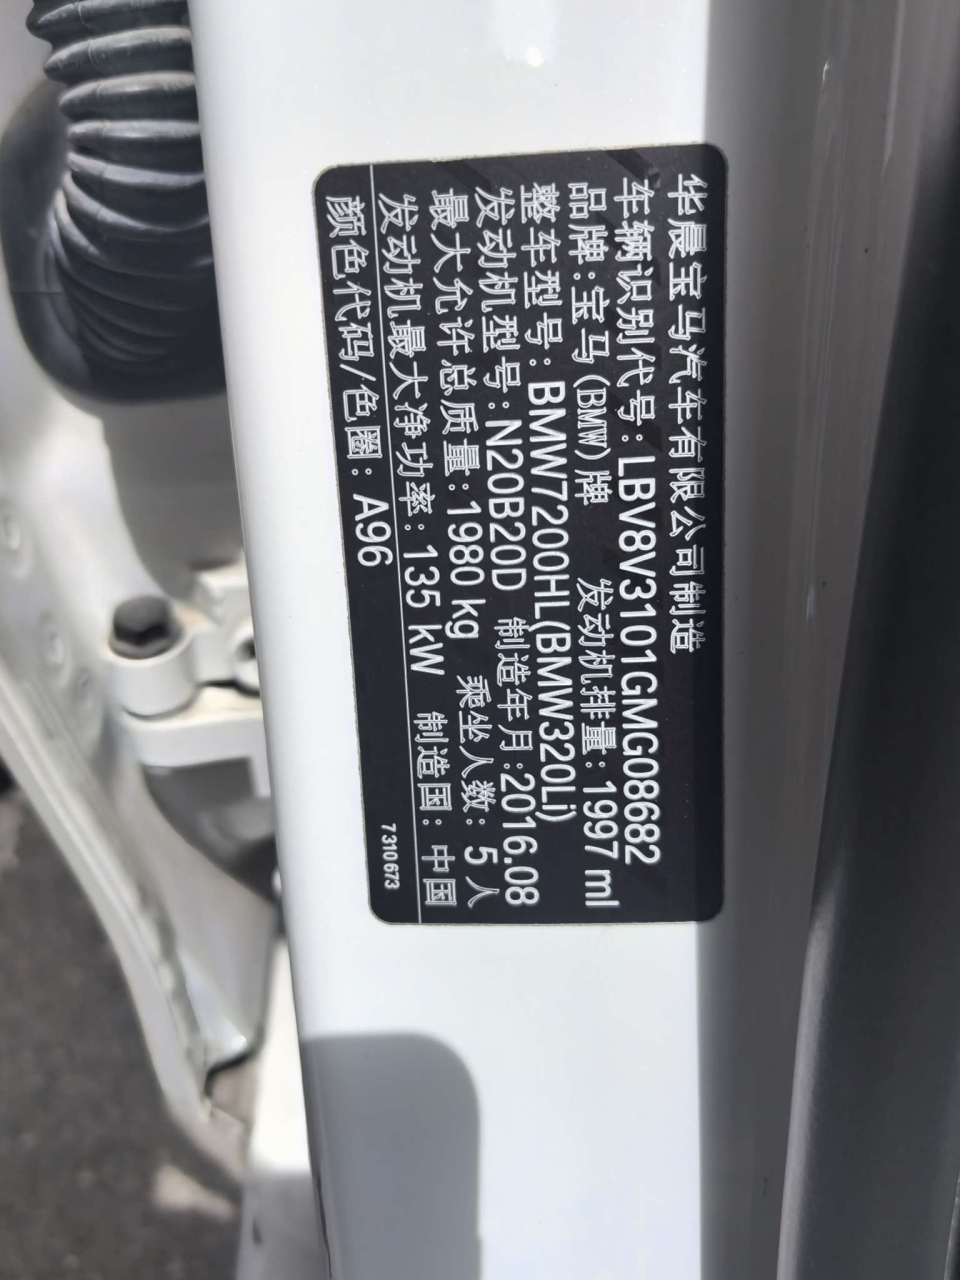 华晨宝马汽车有限公司制造
车辆识别代号：LBV8V3101GMG08682
品牌：宝马(BMW)牌 发动机排量：1997 ml
整车型号：BMW7200HL(BMW320Li)
发动机型号：N20B20D 制造年月：2016.08
最大允许总质量：1980 kg 乘坐人数：5人
发动机最大净功率：135 kW 制造国：中国
颜色代码/色圈：A96 7 310 673